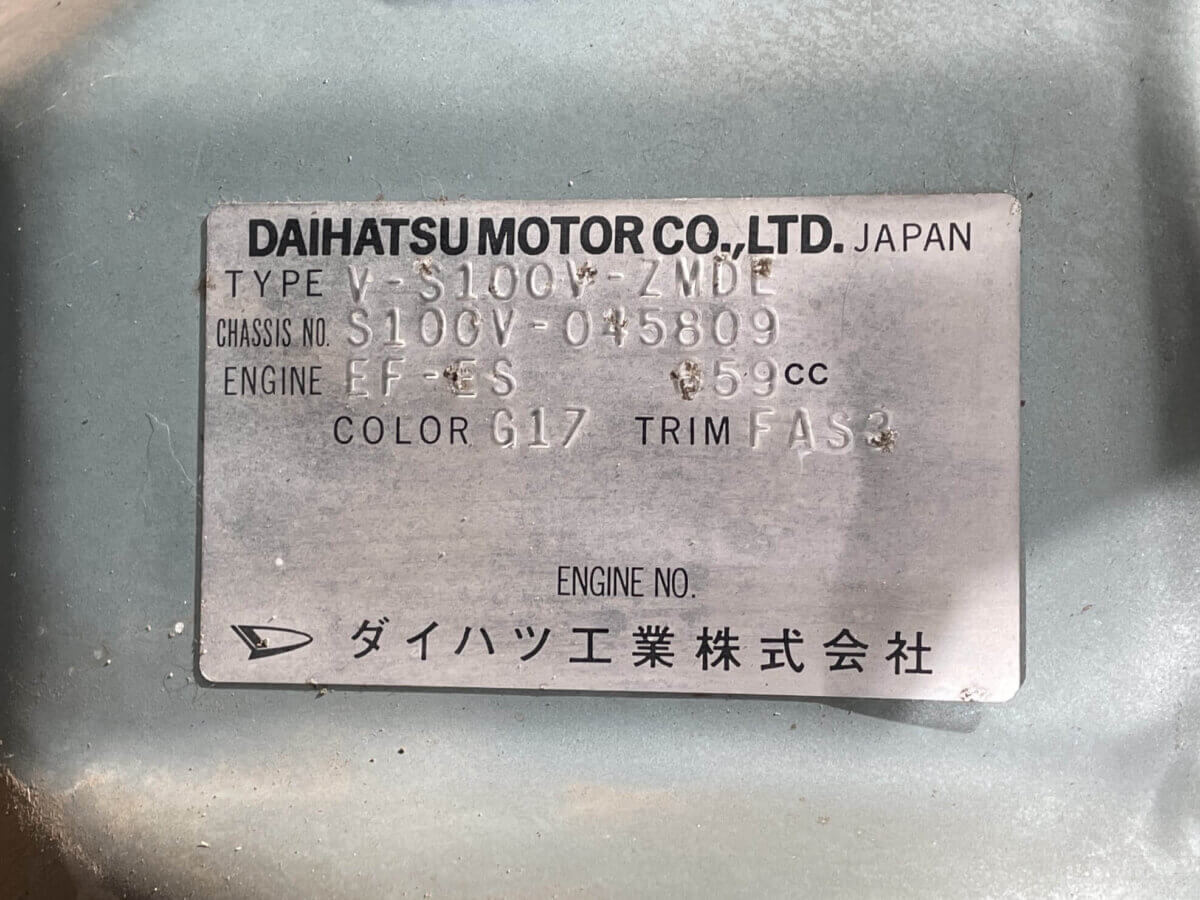 DAIHATSU MOTOR CO.,LTD. JAPAN
TYPE V-S100V-ZMDE
CHASSIS NO. S100V-045809
ENGINE EF-ES 659 CC
COLOR G17 TRIM FAS3
ENGINE NO.
ダイハツ工業株式会社